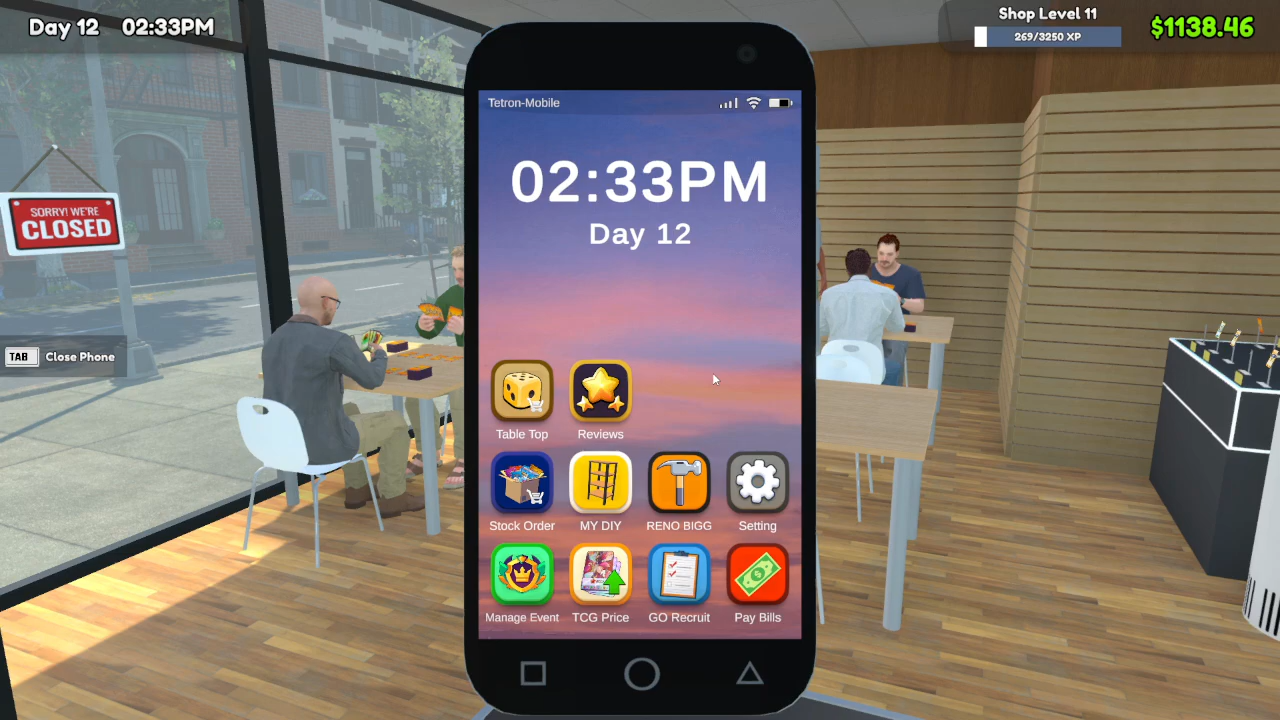 Day 12 02:33PM
Shop Level 11
269/3250 XP
$1138.46
Tetron-Mobile
02:33PM
Day 12
SORRY! WE'RE
CLOSED
TAB Close Phone
Table Top
Reviews
Stock Order
MY DIY
RENO BIGG
Setting
Manage Event
TCG Price
GO Recruit
Pay Bills